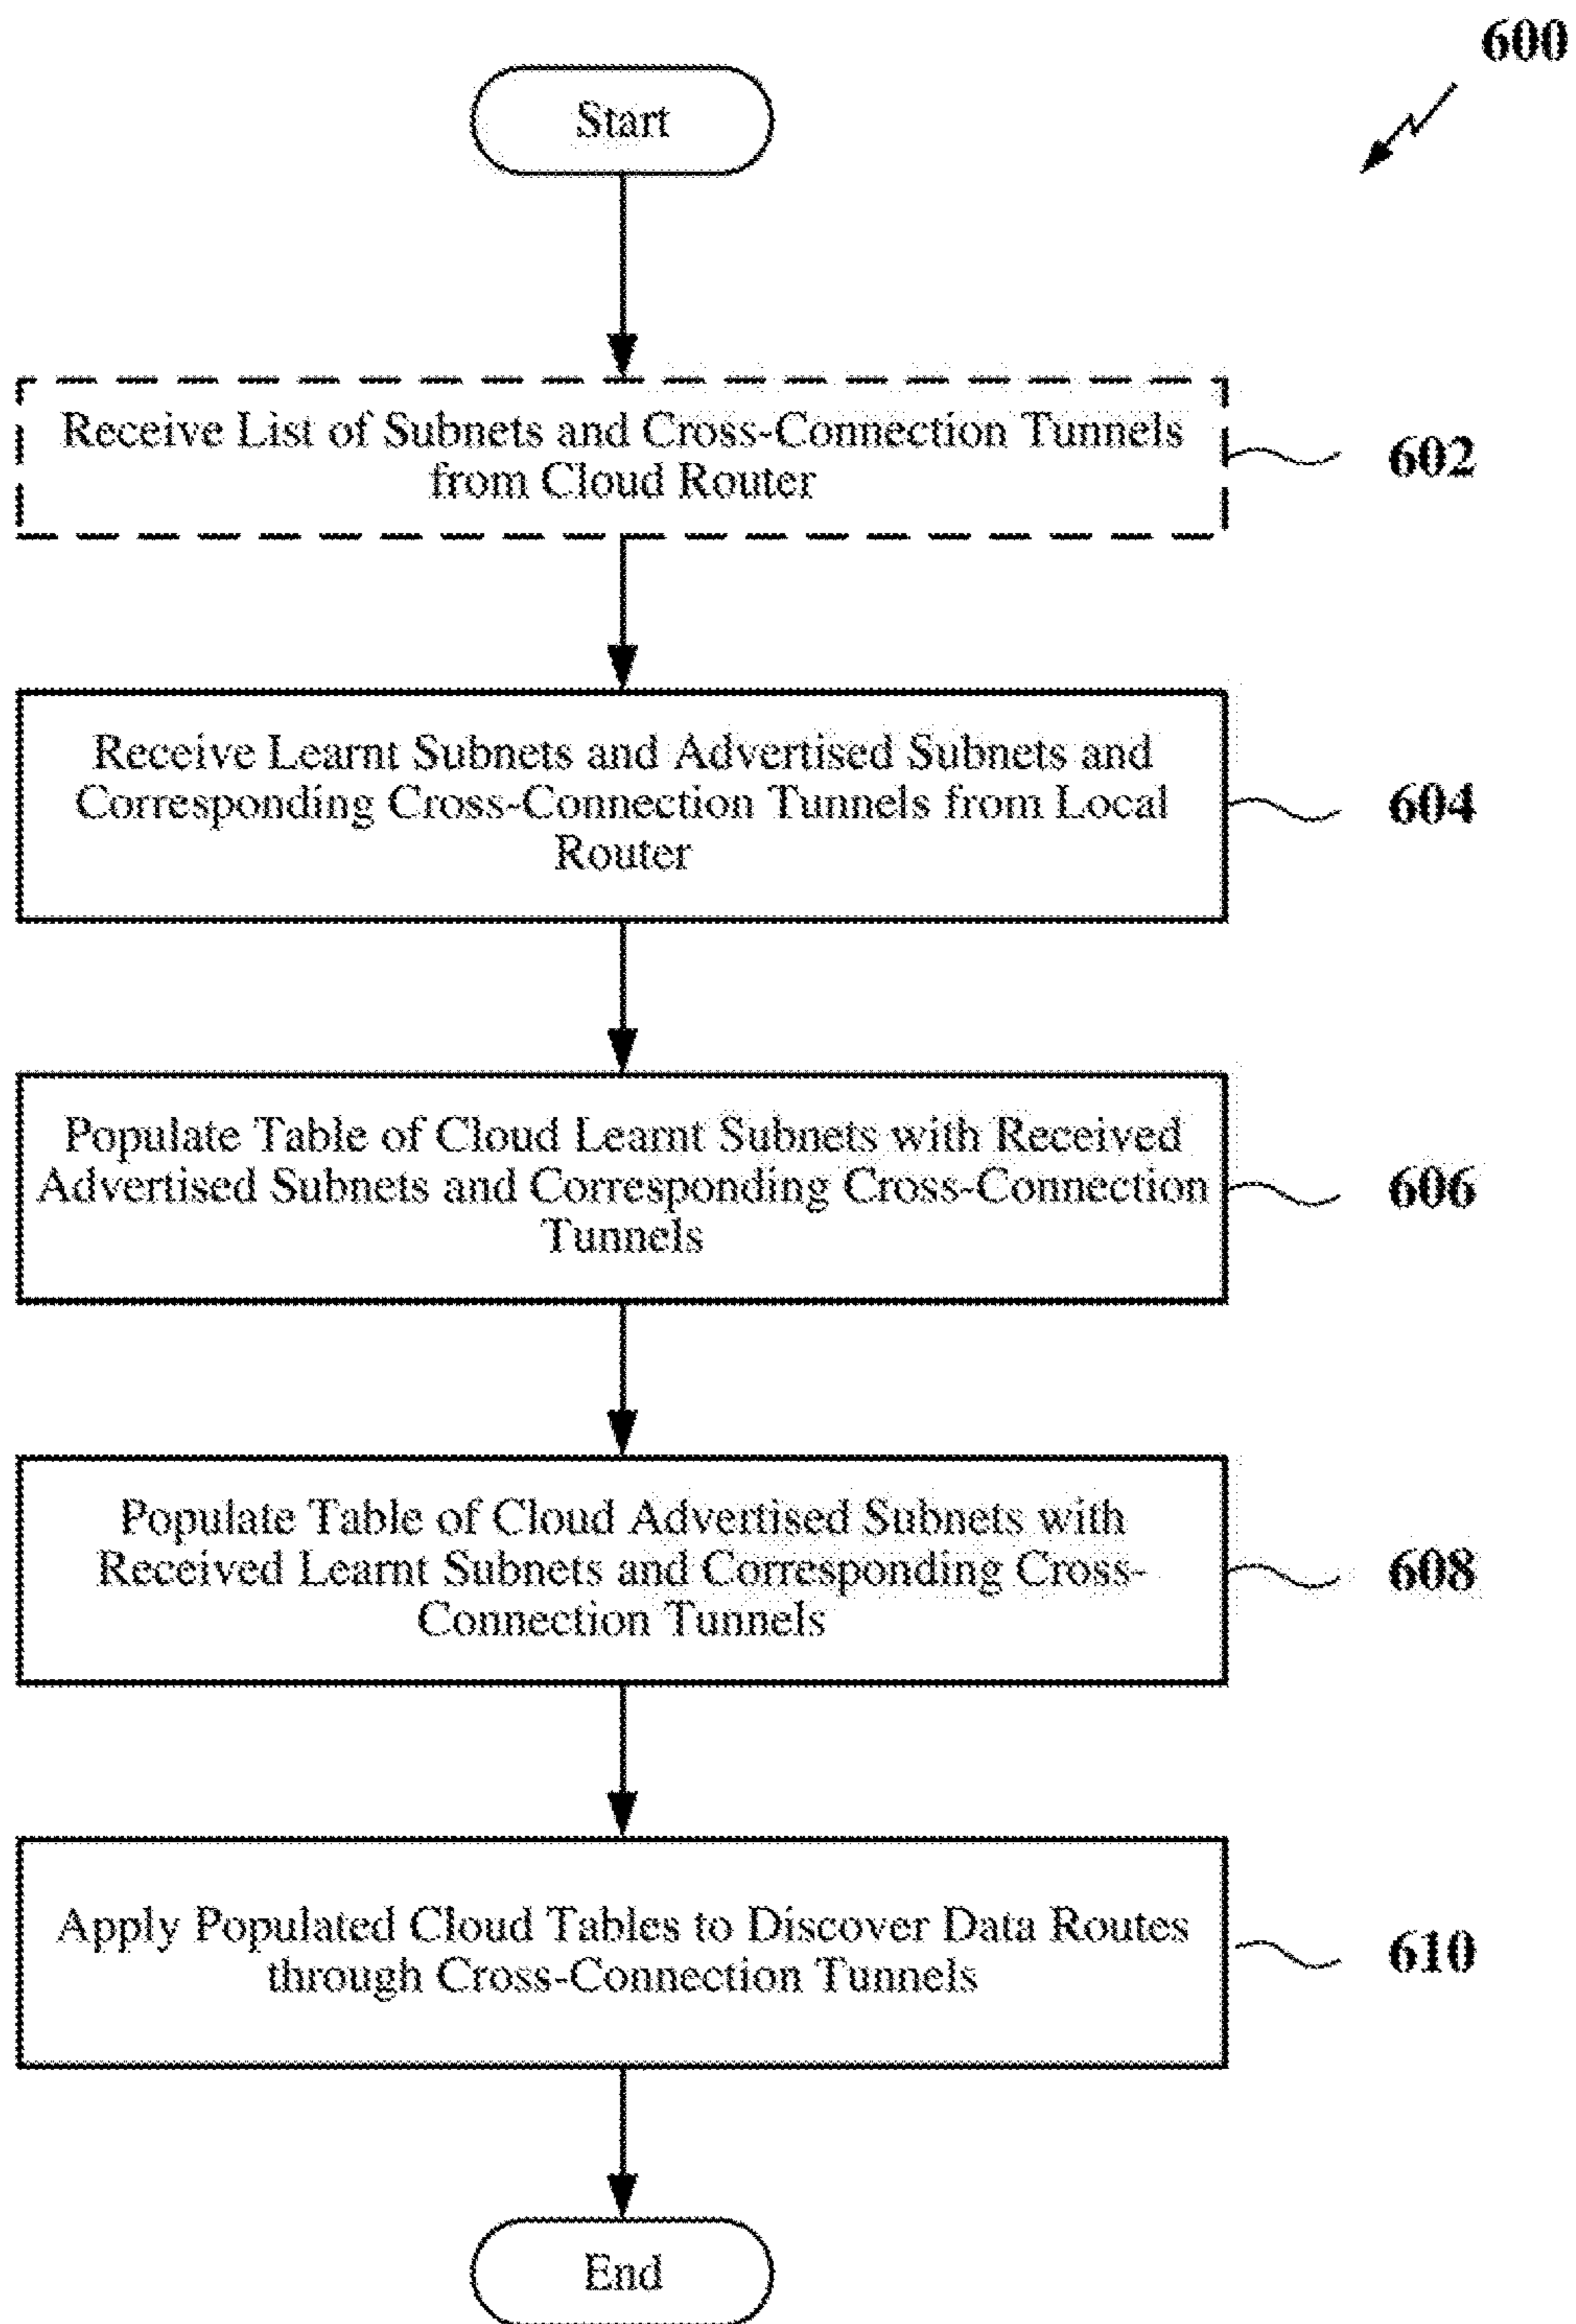 600
Start
Receive List of Subnets and Cross-Connection Tunnels
from Cloud Router
602
Receive Learnt Subnets and Advertised Subnets and
Corresponding Cross-Connection Tunnels from Local
Router
604
Populate Table of Cloud Learnt Subnets with Received
Advertised Subnets and Corresponding Cross-Connection
Tunnels
606
Populate Table of Cloud Advertised Subnets with
Received Learnt Subnets and Corresponding Cross-
Connection Tunnels
608
Apply Populated Cloud Tables to Discover Data Routes
through Cross-Connection Tunnels
610
End